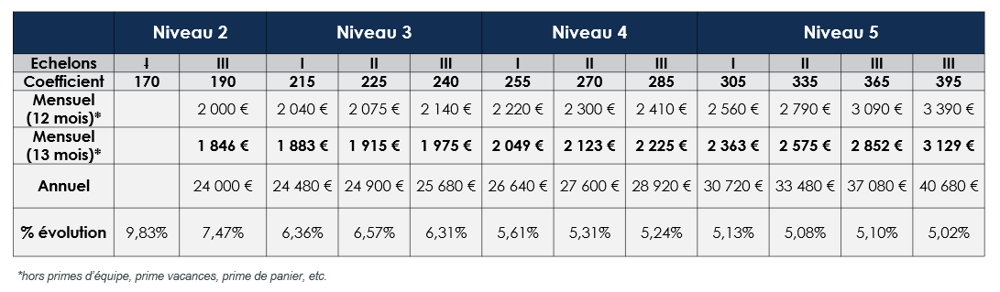 Niveau 2 Niveau 3 Niveau 4 Niveau 5
Echelons I III I II III I II III I II III III
Coefficient 170 190 215 225 240 255 270 285 305 335 365 395
Mensuel
(12 mois)* 2 000 € 2 040 € 2 075 € 2 140 € 2 220 € 2 300 € 2 410 € 2 560 € 2 790 € 3 090 € 3 390 €
Mensuel
(13 mois)* 1 846 € 1 883 € 1 915 € 1 975 € 2 049 € 2 123 € 2 225 € 2 363 € 2 575 € 2 852 € 3 129 €
Annuel 24 000 € 24 480 € 24 900 € 25 680 € 26 640 € 27 600 € 28 920 € 30 720 € 33 480 € 37 080 € 40 680 €
% évolution 9,83% 7,47% 6,36% 6,57% 6,31% 5,61% 5,31% 5,24% 5,13% 5,08% 5,10% 5,02%
*hors primes d'équipe, prime vacances, prime de panier, etc.